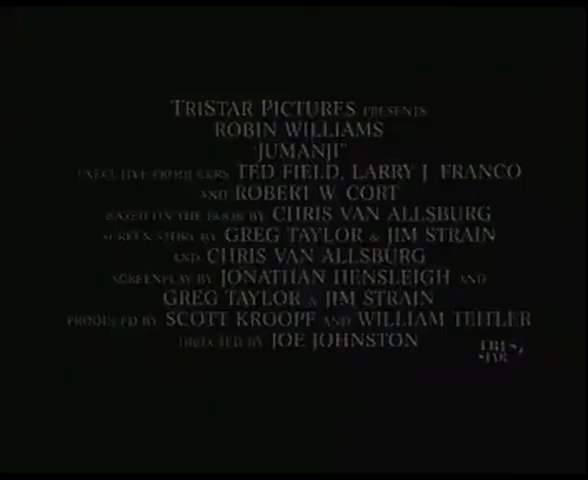 TRISTAR PICTURES PRESENTS
ROBIN WILLIAMS
"JUMANJI"
EXECUTIVE PRODUCERS TED FIELD, LARRY J. FRANCO
AND ROBERT W. CORT
BASED ON THE BOOK BY CHRIS VAN ALLSBURG
SCREEN STORY BY GREG TAYLOR & JIM STRAIN
AND CHRIS VAN ALLSBURG
SCREENPLAY BY JONATHAN HENSLEIGH AND
GREG TAYLOR & JIM STRAIN
PRODUCED BY SCOTT KROOPF AND WILLIAM TEITLER
DIRECTED BY JOE JOHNSTON
TRI
STAR